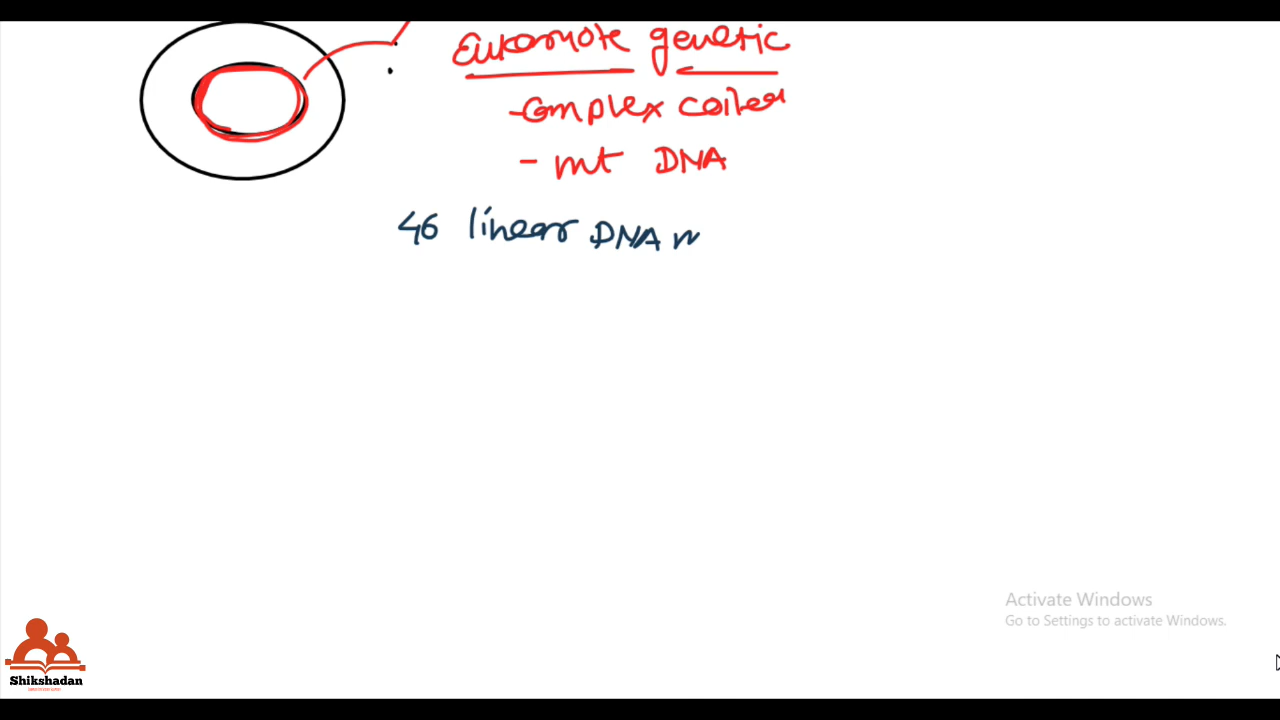 Eukaryote genetic
- Complex coiled
- mt DNA
46 linear DNA m
Activate Windows
Go to Settings to activate Windows.
Shikshadan